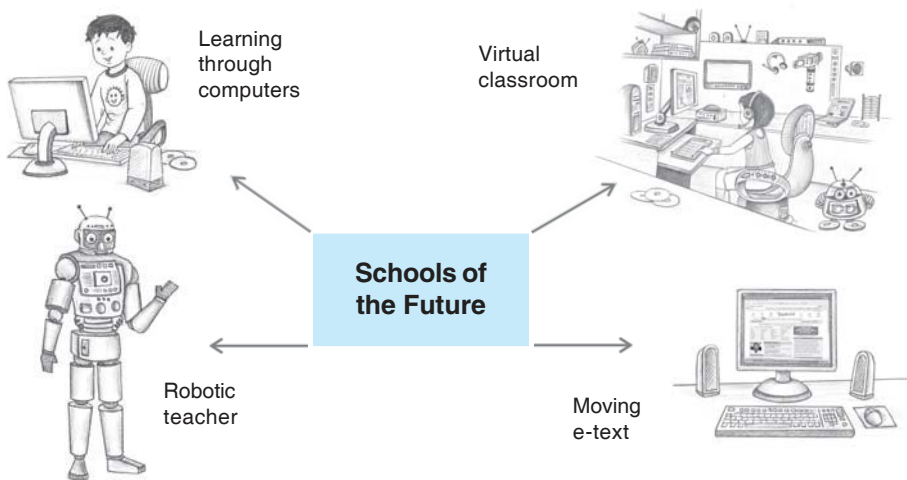 Learning
through
computers
Virtual
classroom
Schools of
the Future
Robotic
teacher
Moving
e-text